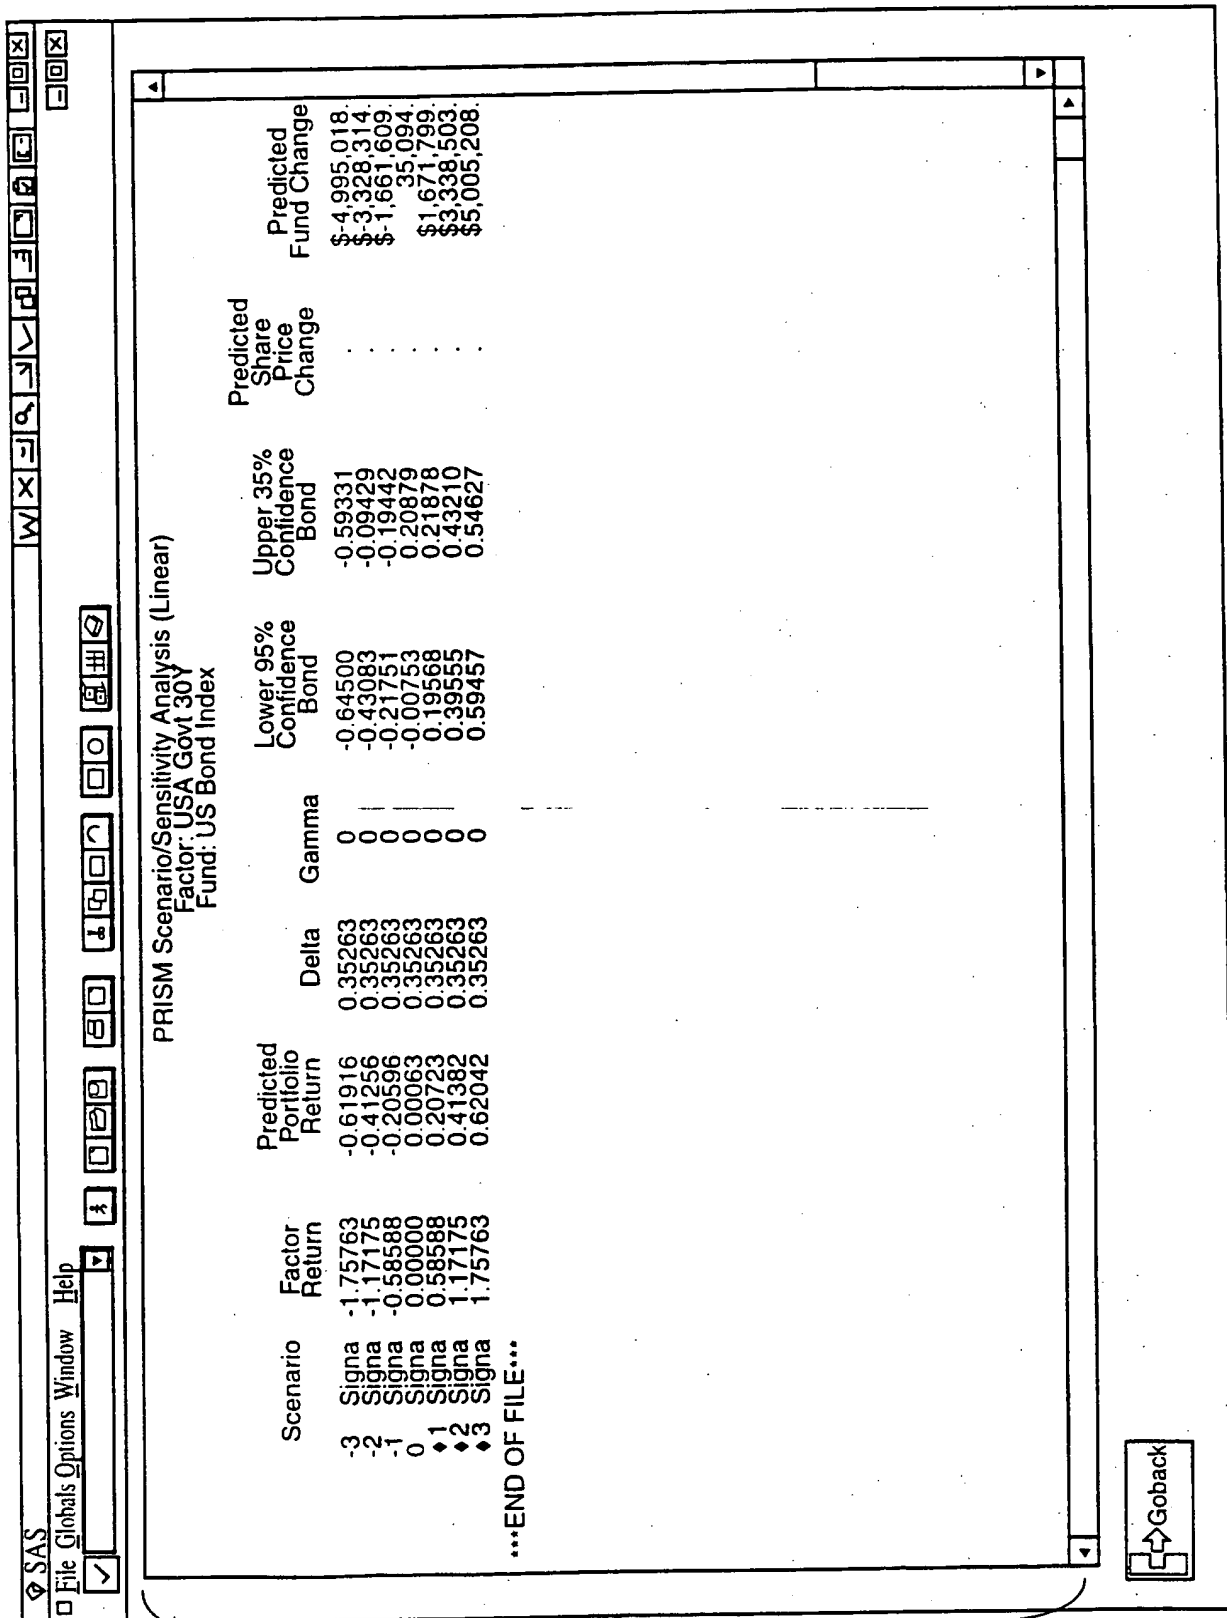 SAS
File Globals Options Window Help
PRISM Scenario/Sensitivity Analysis (Linear)
Factor: USA Govt 30Y
Fund: US Bond Index
Scenario Factor Return Predicted Portfolio Return Delta Gamma Lower 95% Confidence Bond Upper 35% Confidence Bond Predicted Share Price Change Predicted Fund Change
-3 Signa -1.75763 -0.61916 0.35263 0 -0.64500 -0.59331 . $-4,995,018.
-2 Signa -1.17175 -0.41256 0.35263 0 -0.43083 -0.09429 . $-3,328,314.
-1 Signa -0.58588 -0.20596 0.35263 0 -0.21751 -0.19442 . $-1,661,609.
0 Signa 0.00000 0.00063 0.35263 0 -0.00753 0.20879 . 35,094.
♦1 Signa 0.58588 0.20723 0.35263 0 0.19568 0.21878 . $1,671,799.
♦2 Signa 1.17175 0.41382 0.35263 0 0.39555 0.43210 . $3,338,503.
♦3 Signa 1.75763 0.62042 0.35263 0 0.59457 0.54627 . $5,005,208.
***END OF FILE***
Goback